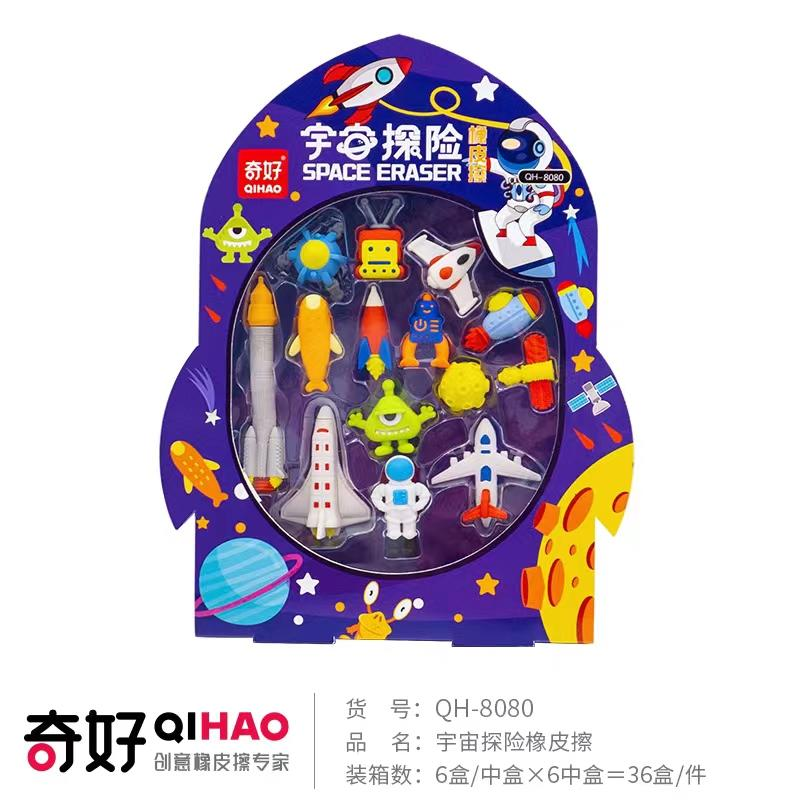 宇宙探险
橡皮擦
奇好®
QIHAO
SPACE ERASER
QH-8080
奇好 QIHAO
创意橡皮擦专家
货 号：QH-8080
品 名：宇宙探险橡皮擦
装箱数：6盒/中盒×6中盒＝36盒/件